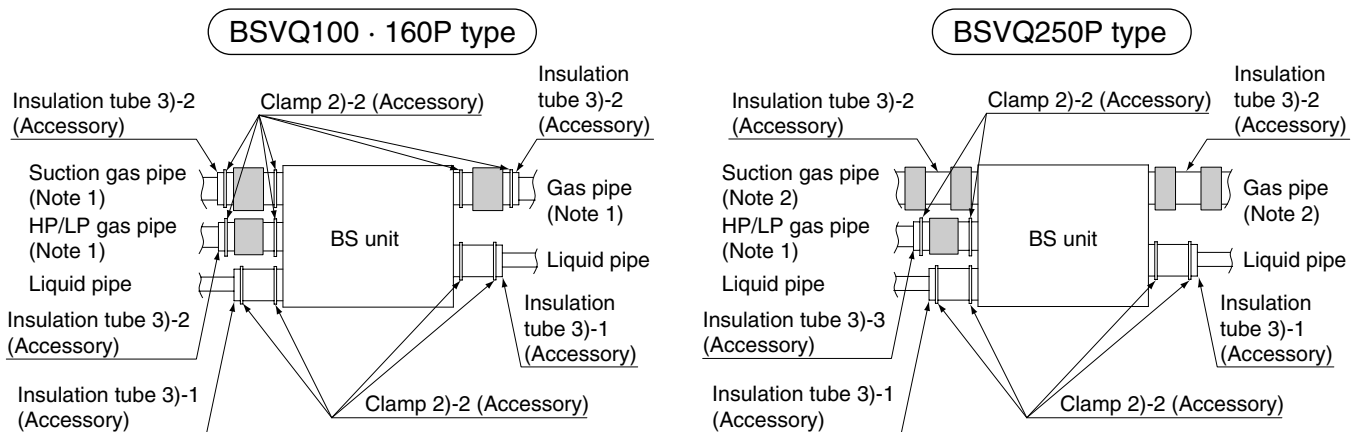 BSVQ100 · 160P type
Insulation tube 3)-2
(Accessory)
Clamp 2)-2 (Accessory)
Insulation
tube 3)-2
(Accessory)
Suction gas pipe
(Note 1)
HP/LP gas pipe
(Note 1)
Liquid pipe
BS unit
Gas pipe
(Note 1)
Liquid pipe
Insulation tube 3)-2
(Accessory)
Insulation
tube 3)-1
(Accessory)
Insulation tube 3)-1
(Accessory)
Clamp 2)-2 (Accessory)
BSVQ250P type
Insulation tube 3)-2
(Accessory)
Clamp 2)-2 (Accessory)
Insulation
tube 3)-2
(Accessory)
Suction gas pipe
(Note 2)
HP/LP gas pipe
(Note 1)
Liquid pipe
BS unit
Gas pipe
(Note 2)
Liquid pipe
Insulation tube 3)-3
(Accessory)
Insulation
tube 3)-1
(Accessory)
Insulation tube 3)-1
(Accessory)
Clamp 2)-2 (Accessory)